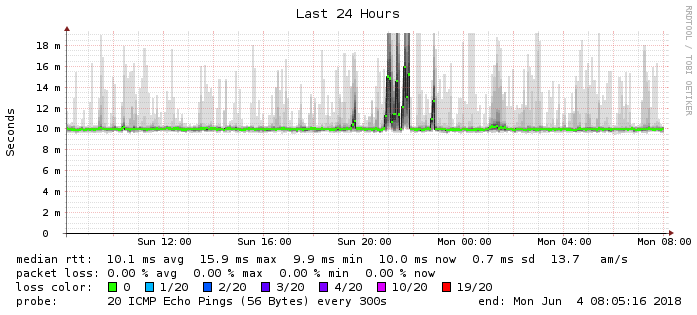 Last 24 Hours
RRDTOOL / TOBI OETIKER
Seconds
18 m
16 m
14 m
12 m
10 m
8 m
6 m
4 m
2 m
0
Sun 12:00 Sun 16:00 Sun 20:00 Mon 00:00 Mon 04:00 Mon 08:00
median rtt: 10.1 ms avg 15.9 ms max 9.9 ms min 10.0 ms now 0.7 ms sd 13.7 am/s
packet loss: 0.00 % avg 0.00 % max 0.00 % min 0.00 % now
loss color: 0 1/20 2/20 3/20 4/20 10/20 19/20
probe: 20 ICMP Echo Pings (56 Bytes) every 300s end: Mon Jun 4 08:05:16 2018